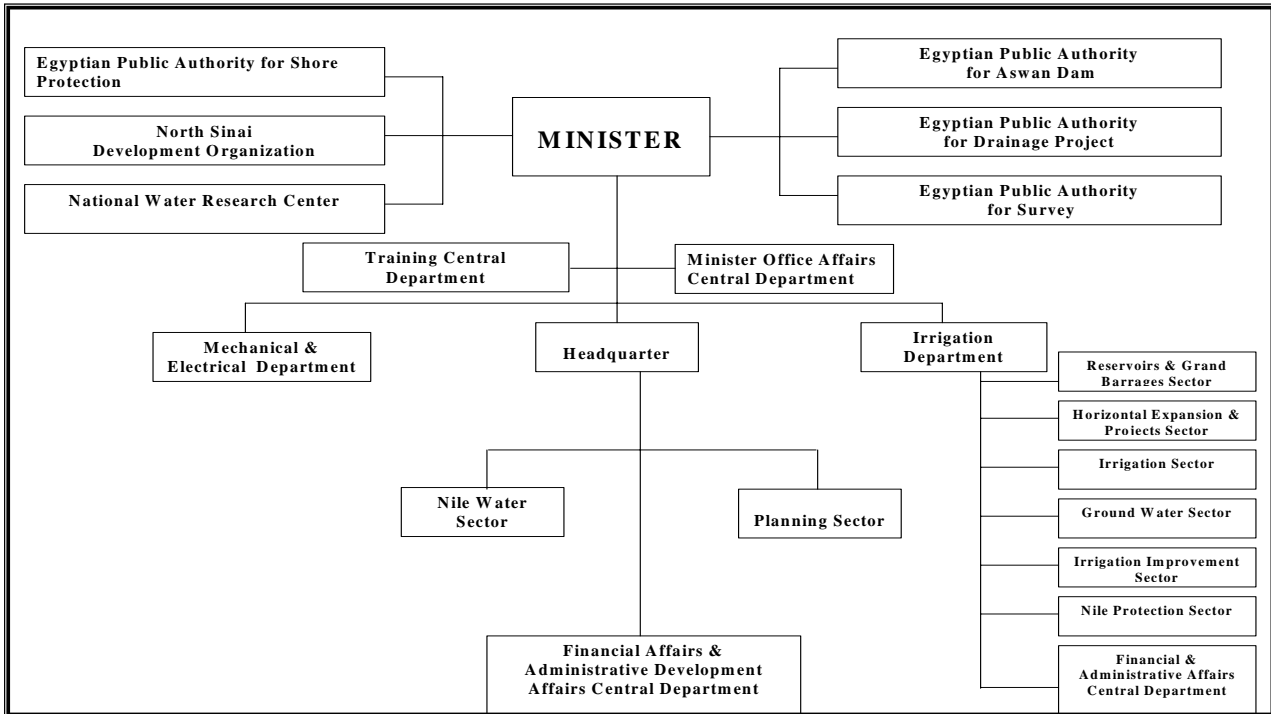 Egyptian Public Authority for Shore
Protection
North Sinai
Development Organization
National Water Research Center
MINISTER
Egyptian Public Authority
for Aswan Dam
Egyptian Public Authority
for Drainage Project
Egyptian Public Authority
for Survey
Training Central
Department
Minister Office Affairs
Central Department
Mechanical &
Electrical Department
Headquarter
Irrigation
Department
Reservoirs & Grand
Barrages Sector
Horizontal Expansion &
Projects Sector
Irrigation Sector
Ground Water Sector
Irrigation Improvement
Sector
Nile Protection Sector
Financial &
Administrative Affairs
Central Department
Nile Water
Sector
Planning Sector
Financial Affairs &
Administrative Development
Affairs Central Department